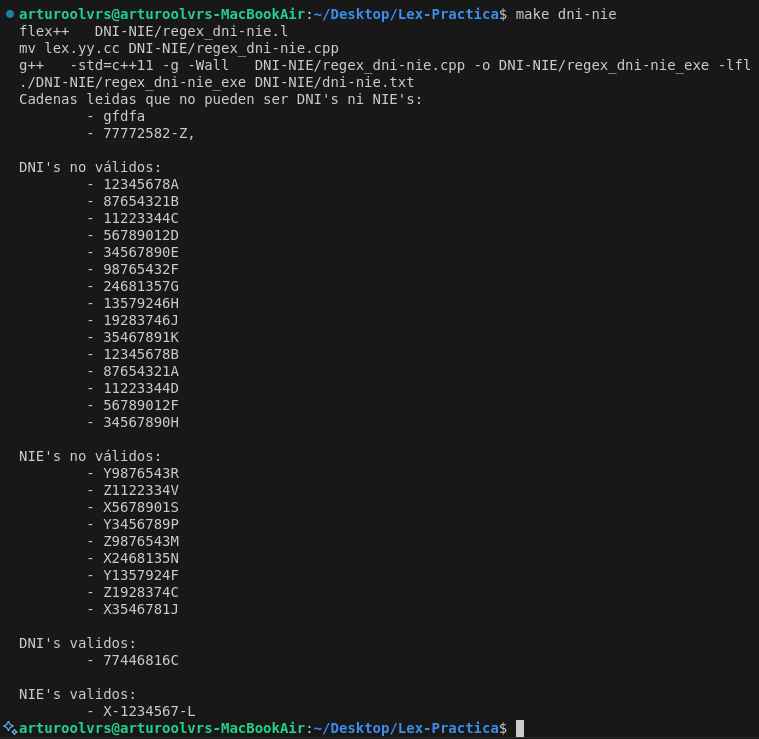 arturoolvrs@arturoolvrs-MacBookAir:~/Desktop/Lex-Practica$ make dni-nie
flex++   DNI-NIE/regex_dni-nie.l
mv lex.yy.cc DNI-NIE/regex_dni-nie.cpp
g++   -std=c++11 -g -Wall   DNI-NIE/regex_dni-nie.cpp -o DNI-NIE/regex_dni-nie_exe -lfl
./DNI-NIE/regex_dni-nie_exe DNI-NIE/dni-nie.txt
Cadenas leidas que no pueden ser DNI's ni NIE's:
- gfdfa
- 77772582-Z,
DNI's no válidos:
- 12345678A
- 87654321B
- 11223344C
- 56789012D
- 34567890E
- 98765432F
- 24681357G
- 13579246H
- 19283746J
- 35467891K
- 12345678B
- 87654321A
- 11223344D
- 56789012F
- 34567890H
NIE's no válidos:
- Y9876543R
- Z1122334V
- X5678901S
- Y3456789P
- Z9876543M
- X2468135N
- Y1357924F
- Z1928374C
- X3546781J
DNI's validos:
- 77446816C
NIE's validos:
- X-1234567-L
arturoolvrs@arturoolvrs-MacBookAir:~/Desktop/Lex-Practica$